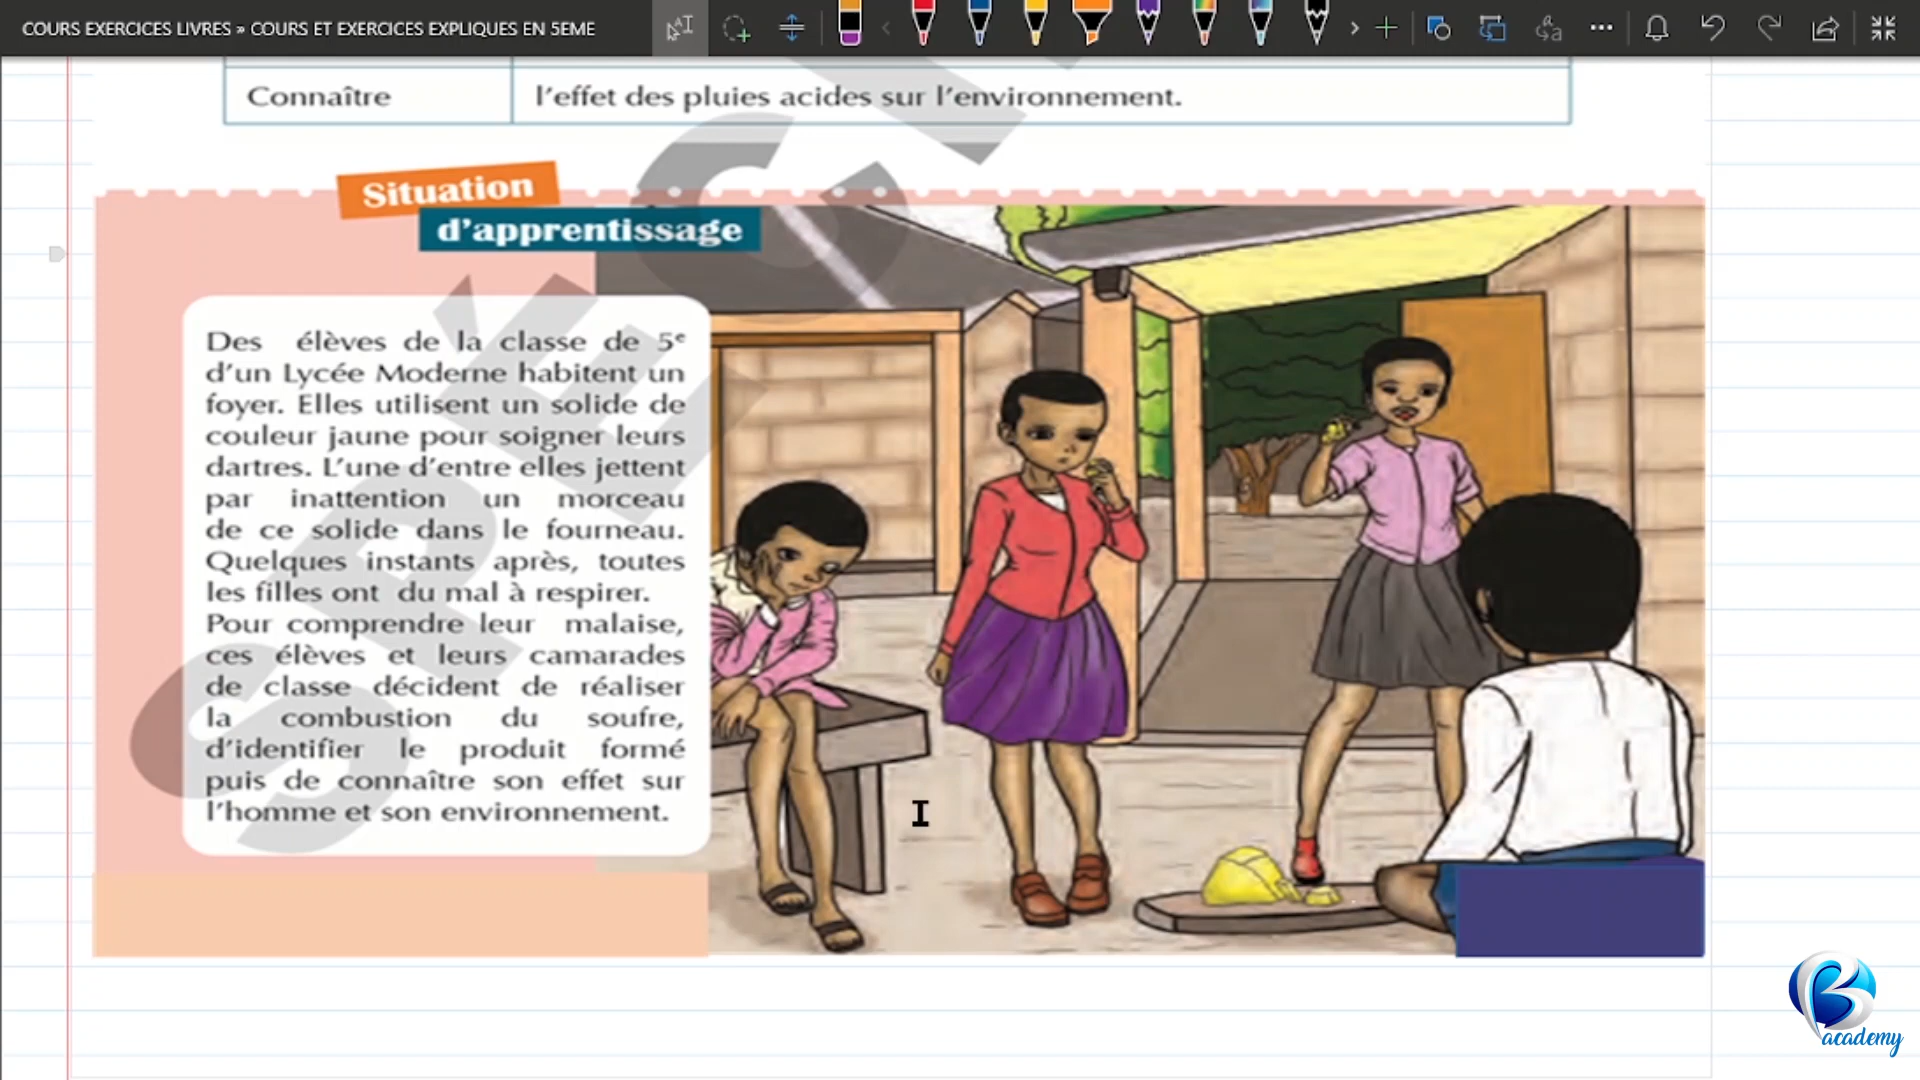 COURS EXERCICES LIVRES » COURS ET EXERCICES EXPLIQUES EN 5EME
Connaître l'effet des pluies acides sur l'environnement.
Situation
d'apprentissage
Des élèves de la classe de 5e
d'un Lycée Moderne habitent un
foyer. Elles utilisent un solide de
couleur jaune pour soigner leurs
dartres. L'une d'entre elles jettent
par inattention un morceau
de ce solide dans le fourneau.
Quelques instants après, toutes
les filles ont du mal à respirer.
Pour comprendre leur malaise,
ces élèves et leurs camarades
de classe décident de réaliser
la combustion du soufre,
d'identifier le produit formé
puis de connaître son effet sur
l'homme et son environnement.
SPÉCI
B
academy